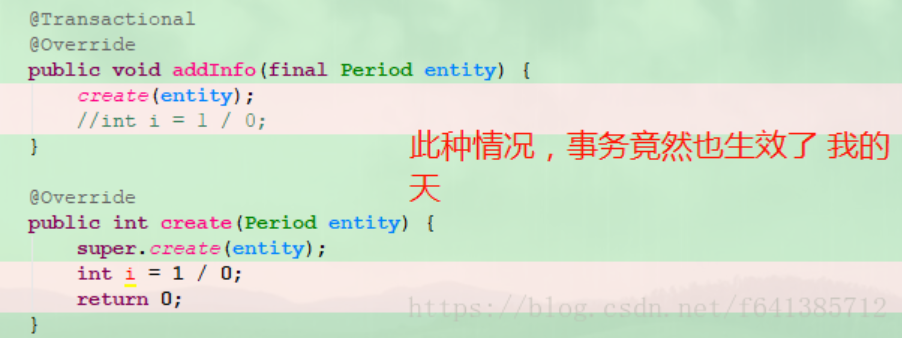 @Transactional
@Override
public void addInfo(final Period entity) {
create(entity);
//int i = 1 / 0;
}
此种情况，事务竟然也生效了 我的
天
@Override
public int create(Period entity) {
super.create(entity);
int i = 1 / 0;
return 0;
}
https://blog.csdn.net/f641385712